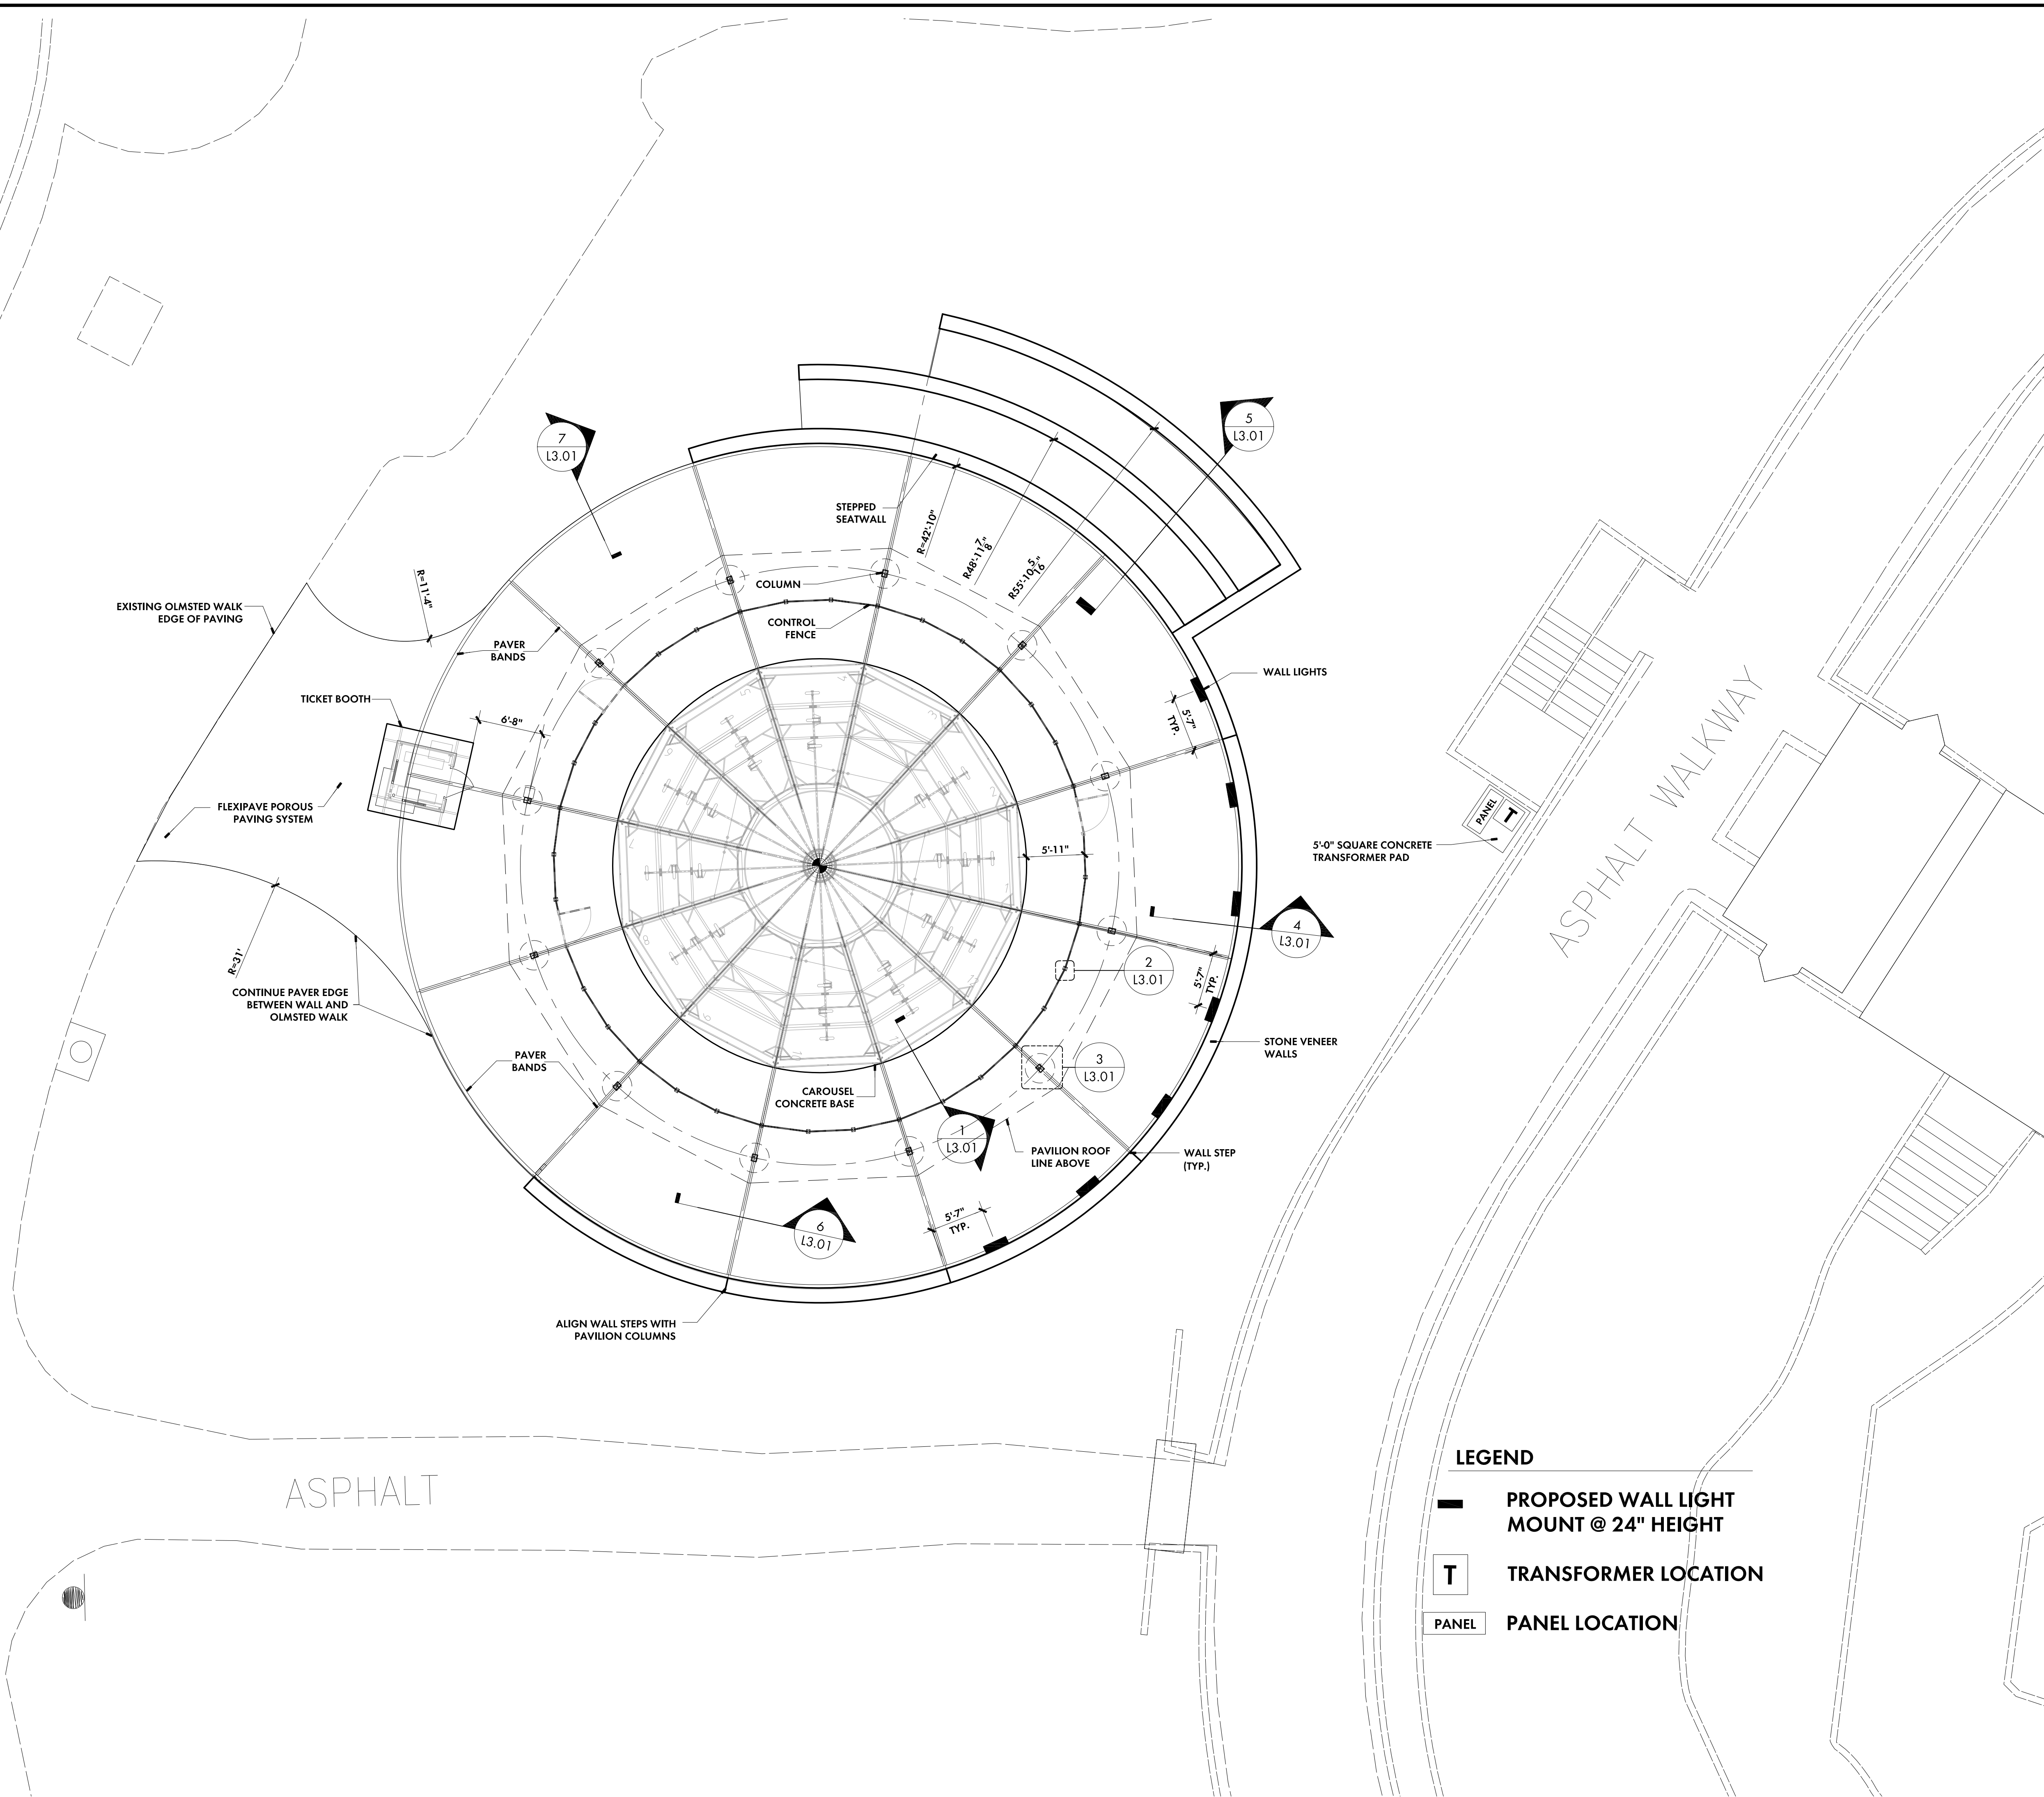 7
L3.01
5
L3.01
STEPPED
SEATWALL
R=42'-10"
R48'-11 7/8"
R55'-10 5/16"
COLUMN
R=11'-4"
EXISTING OLMSTED WALK
EDGE OF PAVING
CONTROL
FENCE
PAVER
BANDS
WALL LIGHTS
TICKET BOOTH
6'-8"
5'-7"
TYP.
FLEXIPAVE POROUS
PAVING SYSTEM
PANEL
T
5'-0" SQUARE CONCRETE
TRANSFORMER PAD
ASPHALT WALKWAY
5'-11"
4
L3.01
2
L3.01
5'-7"
TYP.
R=31'
CONTINUE PAVER EDGE
BETWEEN WALL AND
OLMSTED WALK
STONE VENEER
WALLS
PAVER
BANDS
3
L3.01
CAROUSEL
CONCRETE BASE
1
L3.01
PAVILION ROOF
LINE ABOVE
WALL STEP
(TYP.)
5'-7"
TYP.
6
L3.01
ALIGN WALL STEPS WITH
PAVILION COLUMNS
ASPHALT
LEGEND
PROPOSED WALL LIGHT
MOUNT @ 24" HEIGHT
T
TRANSFORMER LOCATION
PANEL
PANEL LOCATION